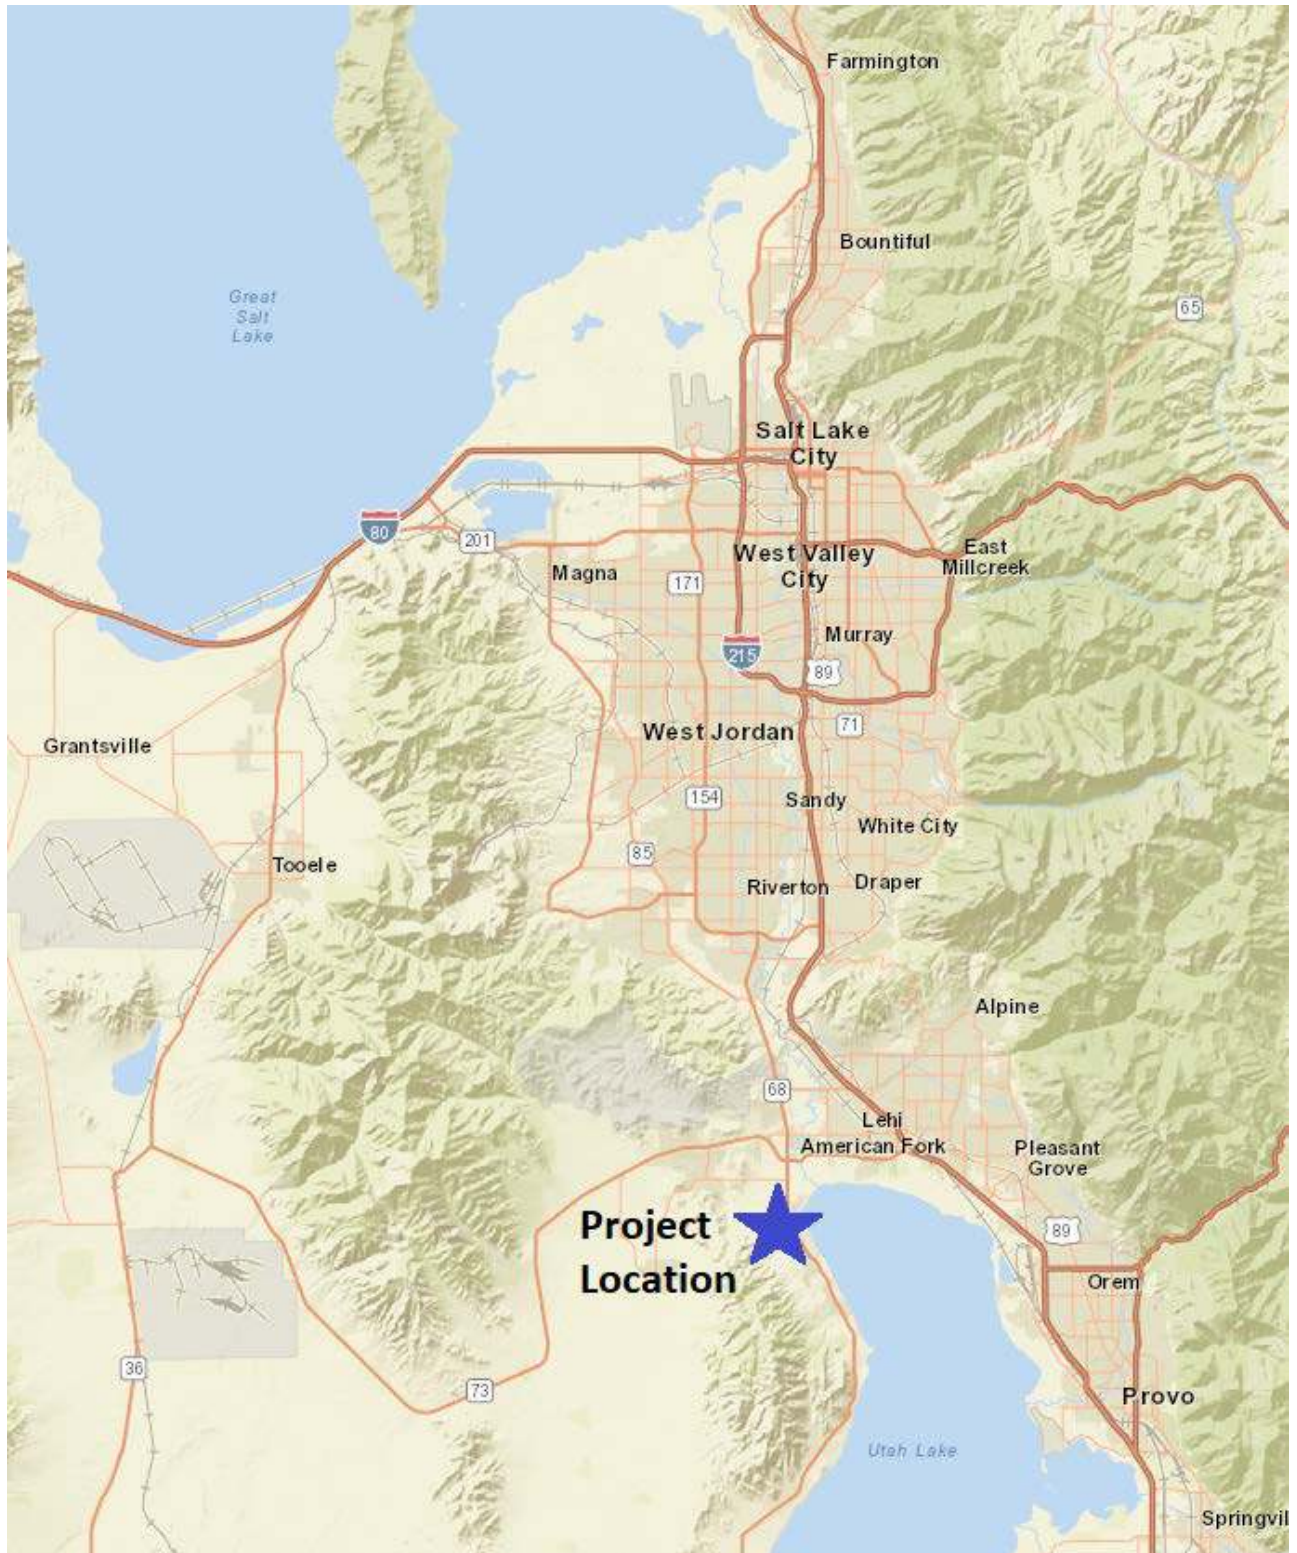 Farmington
Bountiful
Great
Salt
Lake
65
Salt Lake
City
80
201
West Valley
City
East
Millcreek
Magna
171
Murray
215
89
71
West Jordan
Grantsville
154
Sandy
White City
85
Tooele
Riverton
Draper
Alpine
68
Lehi
American Fork
Pleasant
Grove
Project
Location
89
Orem
36
73
Provo
Utah Lake
Springvil